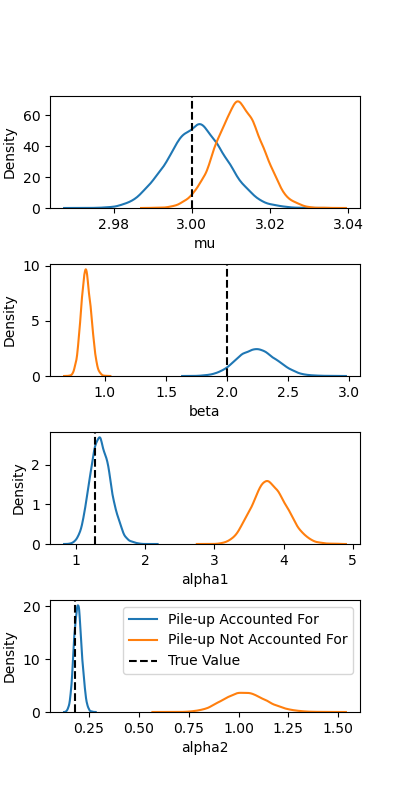 60
40
20
0
Density
2.98 3.00 3.02 3.04
mu
10
5
0
Density
1.0 1.5 2.0 2.5 3.0
beta
2
1
0
Density
1 2 3 4 5
alpha1
20
10
0
Density
Pile-up Accounted For
Pile-up Not Accounted For
True Value
0.25 0.50 0.75 1.00 1.25 1.50
alpha2